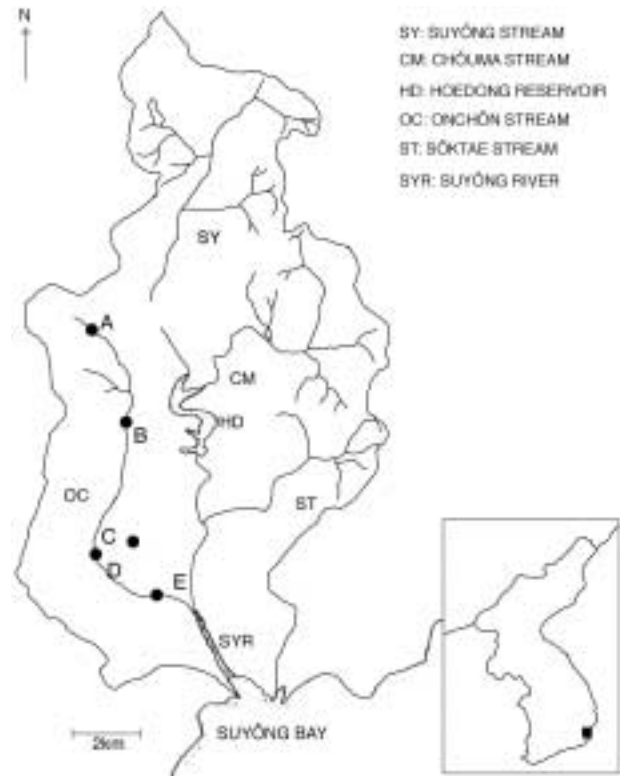 N
SY: SUYŎNG STREAM
CM: CHŎUMA STREAM
HD: HOEDONG RESERVOIR
OC: ONCHŎN STREAM
ST: SŎKTAE STREAM
SYR: SUYŎNG RIVER
SY
A
CM
B
HD
OC
ST
C
D
E
SYR
2km
SUYŎNG BAY